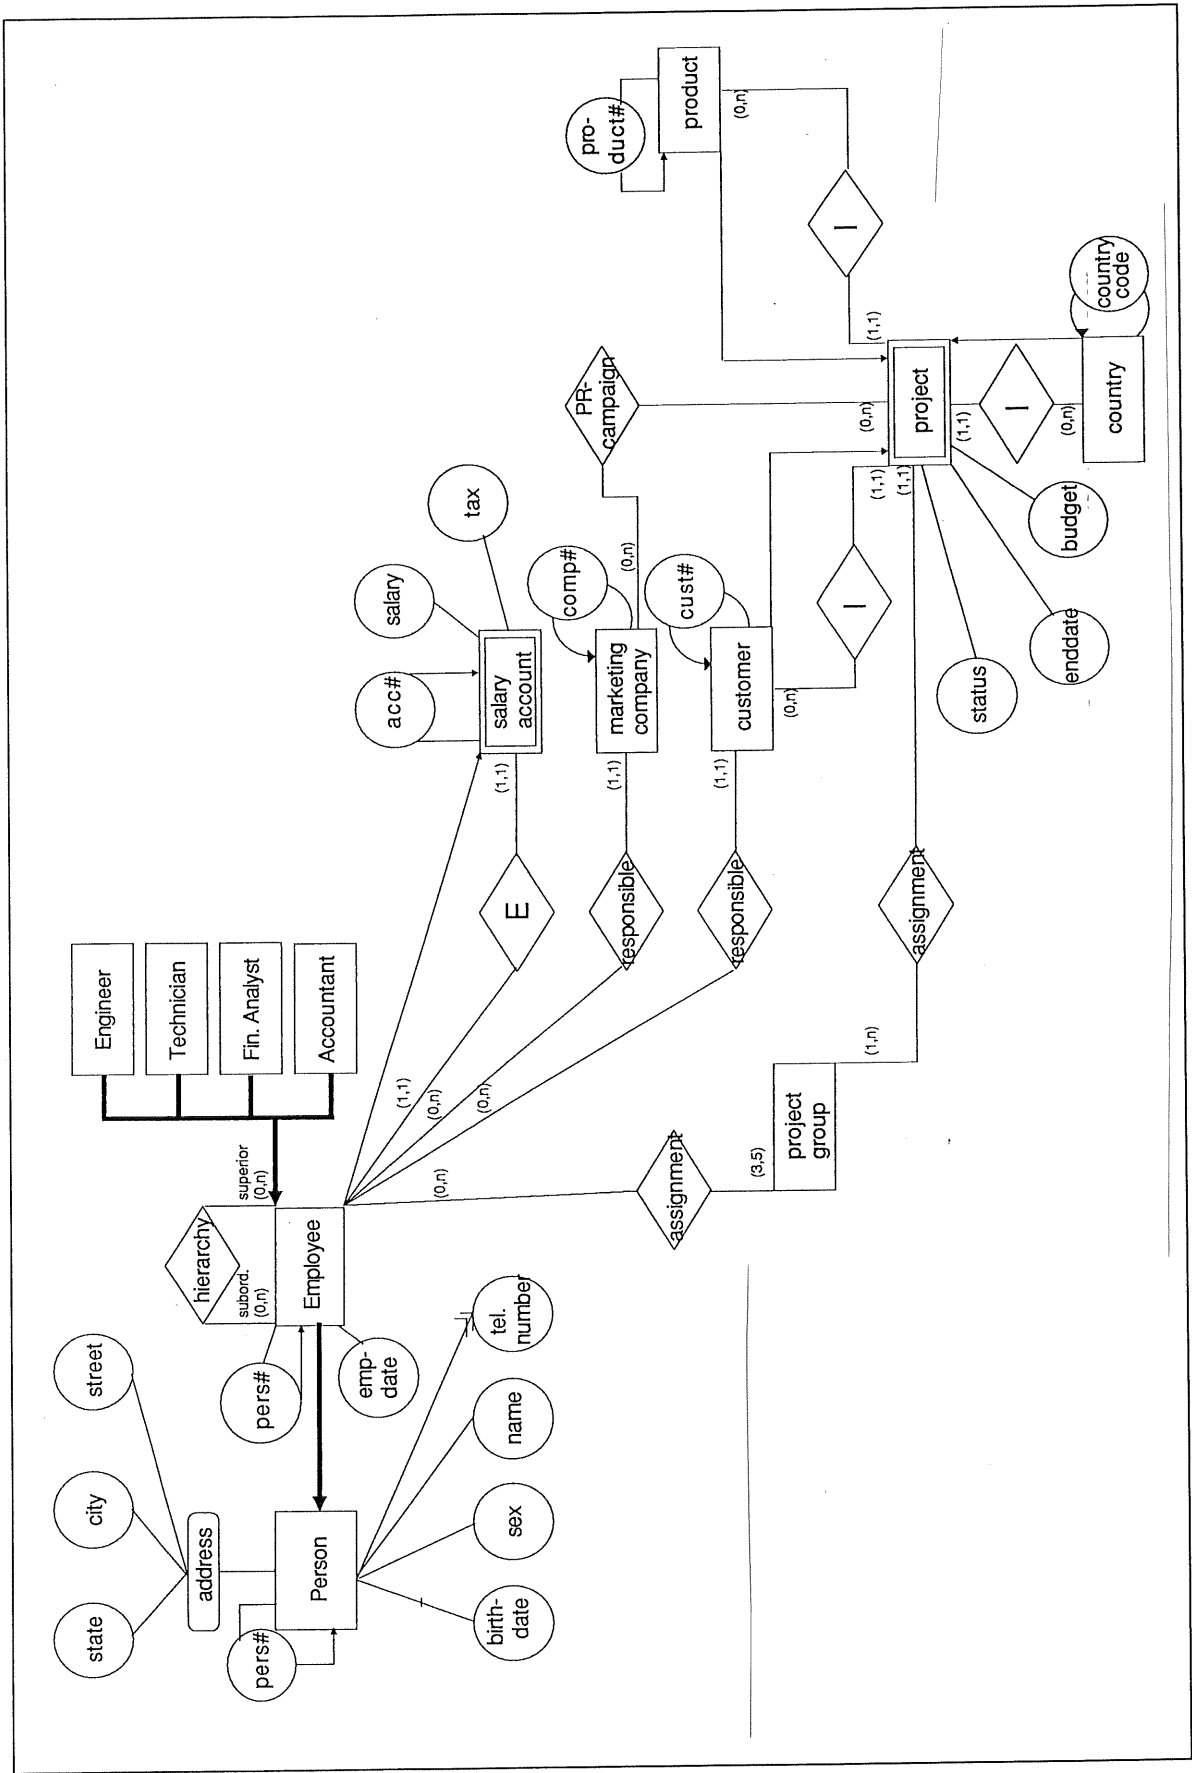 state
city
street
address
pers#
Person
birth-
date
sex
name
tel.
number
pers#
emp-
date
Employee
hierarchy
subord.
(0,n)
superior
(0,n)
Engineer
Technician
Fin. Analyst
Accountant
(1,1)
(0,n)
(0,n)
(0,n)
assignment
(3,5)
project
group
(1,n)
assignment
E
responsible
responsible
(1,1)
(1,1)
(1,1)
acc#
salary
tax
salary
account
comp#
marketing
company
(0,n)
cust#
customer
(0,n)
I
PR-
campaign
(0,n)
(1,1)
(1,1)
project
(1,1)
(1,1)
status
enddate
budget
I
(0,n)
country
country
code
I
(0,n)
product
pro-
duct#